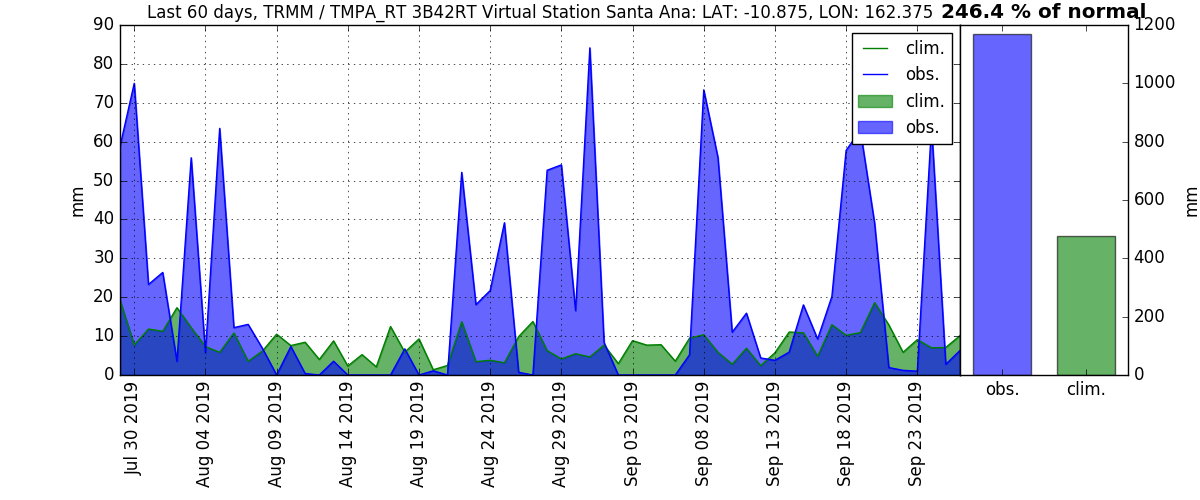 Last 60 days, TRMM / TMPA_RT 3B42RT Virtual Station Santa Ana: LAT: -10.875, LON: 162.375 246.4 % of normal
90
80
70
60
50
40
30
20
10
0
mm
clim.
obs.
clim.
obs.
Jul 30 2019
Aug 04 2019
Aug 09 2019
Aug 14 2019
Aug 19 2019
Aug 24 2019
Aug 29 2019
Sep 03 2019
Sep 08 2019
Sep 13 2019
Sep 18 2019
Sep 23 2019
1200
1000
800
600
400
200
0
mm
obs. clim.